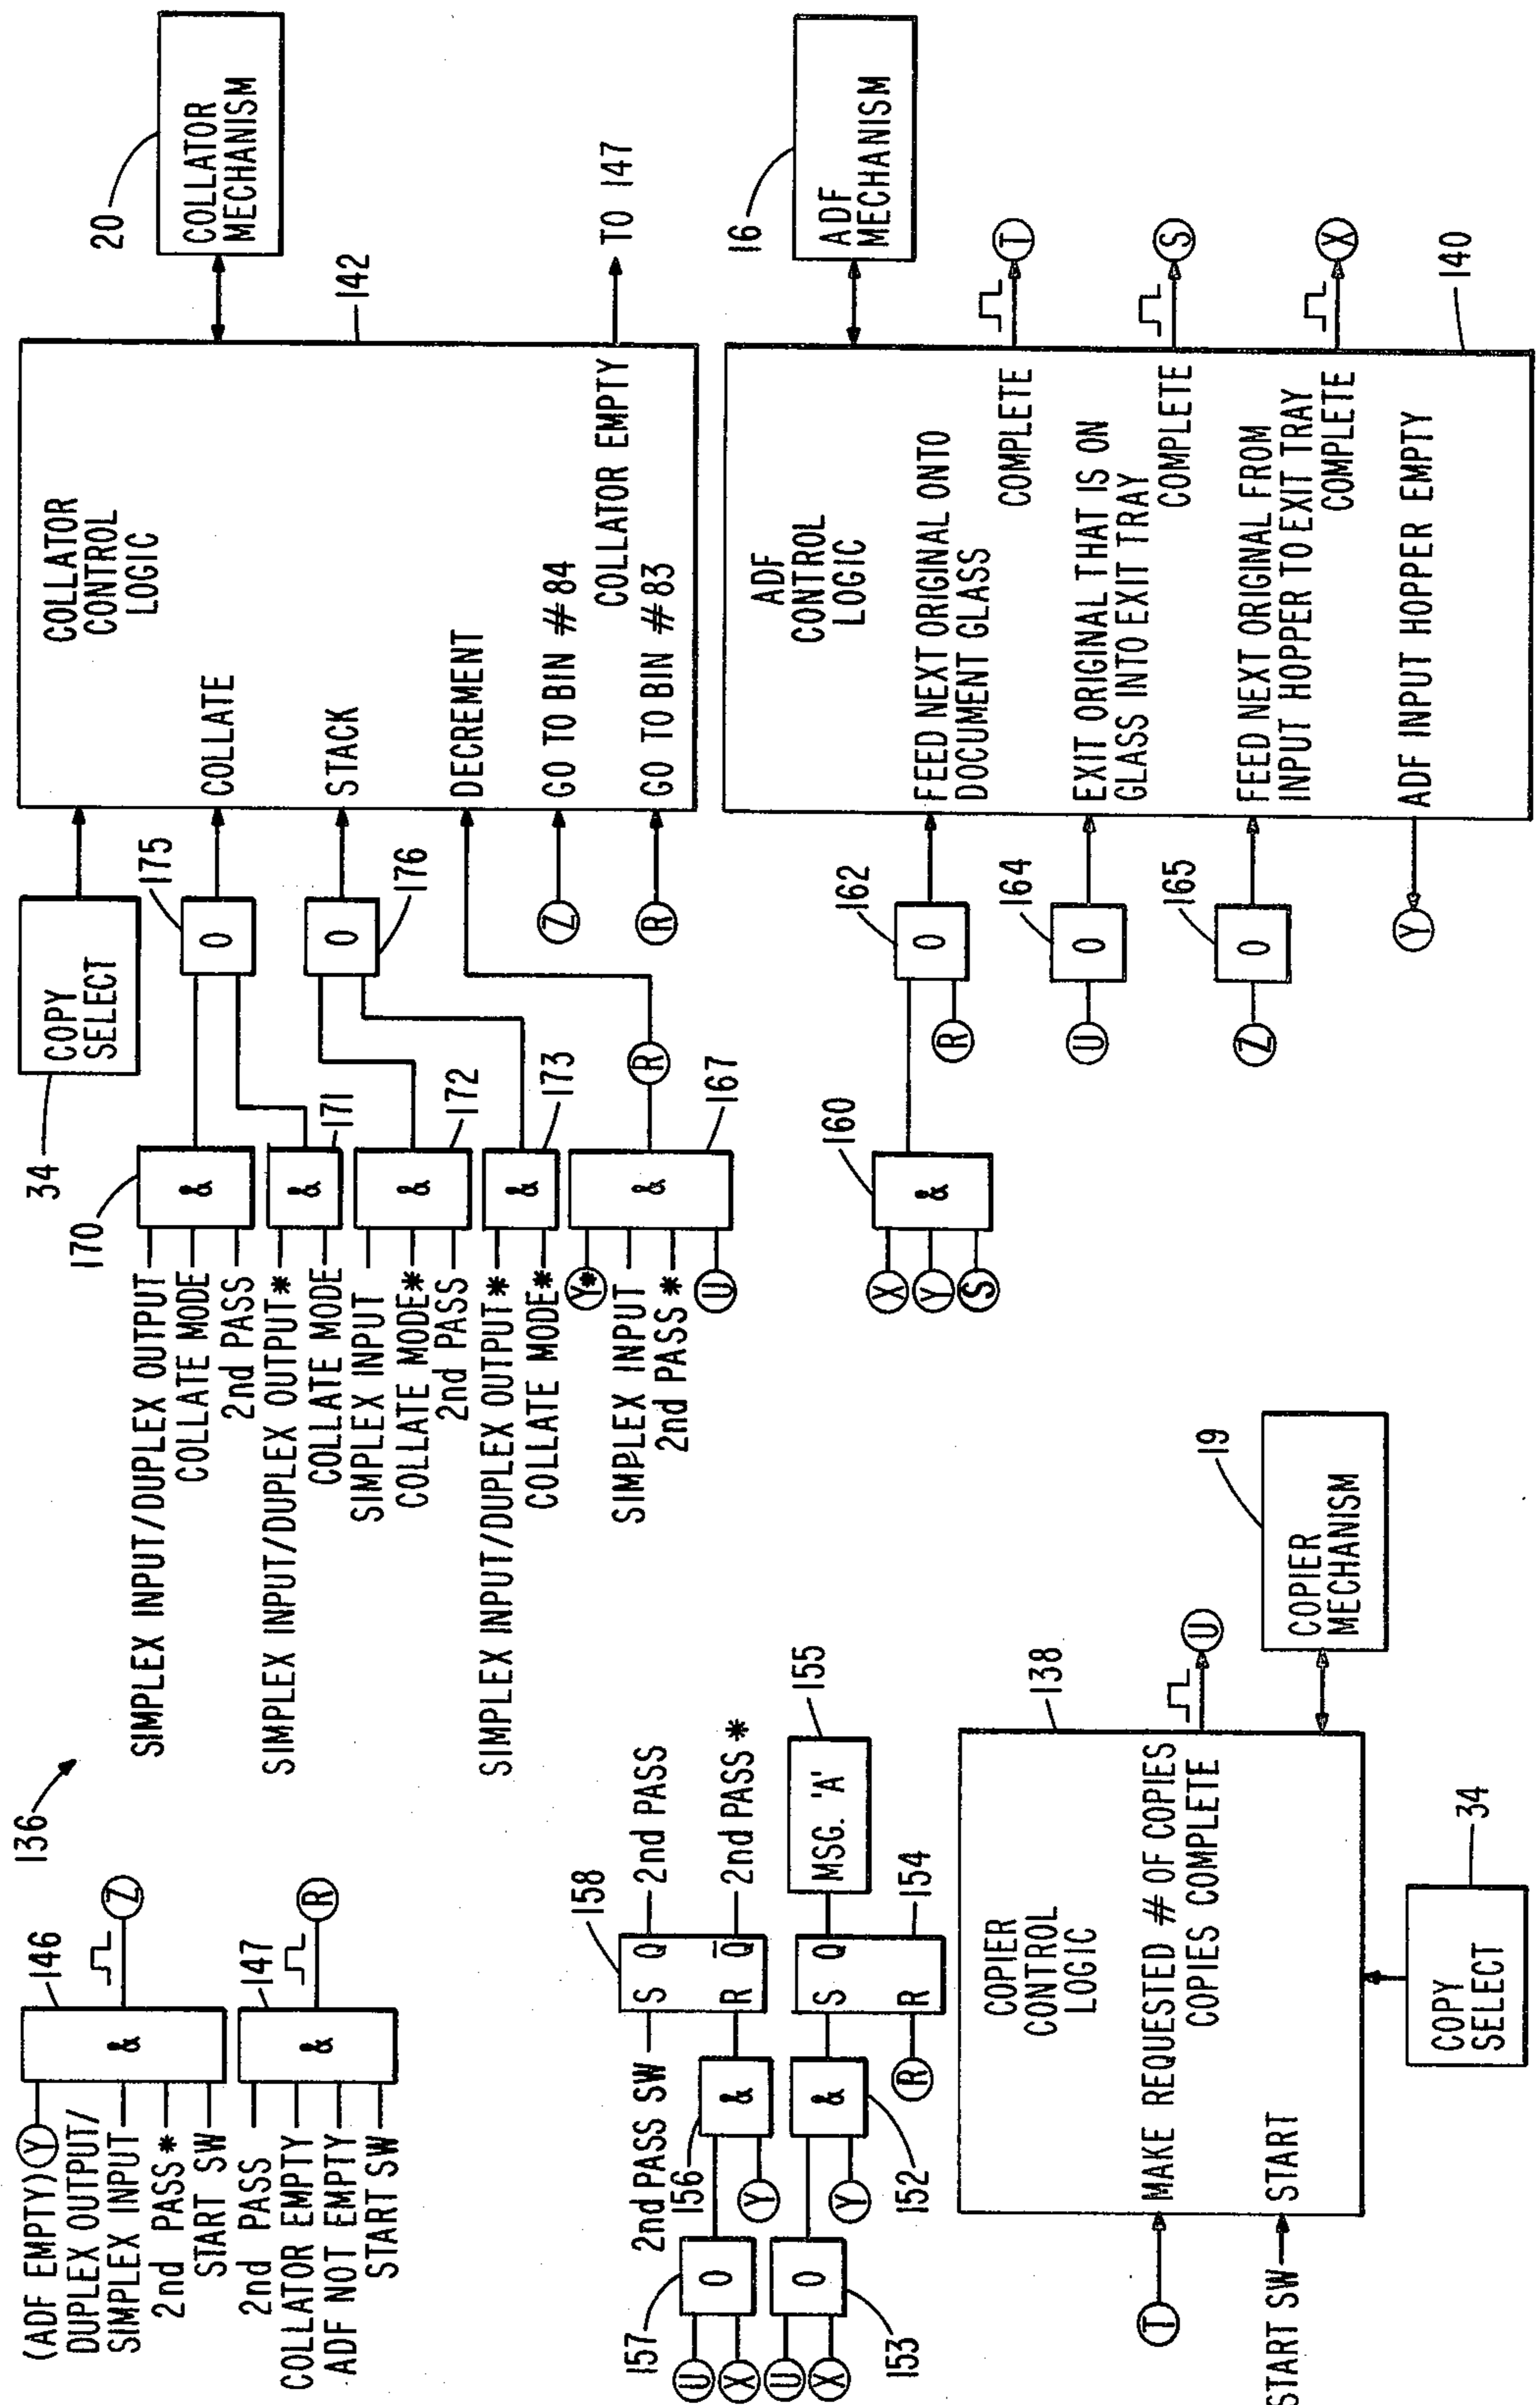 136
(ADF EMPTY) Y
DUPLEX OUTPUT/
SIMPLEX INPUT
2nd PASS*
START SW
&
146
Z
2nd PASS
COLLATOR EMPTY
ADF NOT EMPTY
START SW
&
147
R
SIMPLEX INPUT/DUPLEX OUTPUT
COLLATE MODE
2nd PASS
170
&
SIMPLEX INPUT/DUPLEX OUTPUT*
COLLATE MODE
&
171
SIMPLEX INPUT
COLLATE MODE*
2nd PASS
&
172
SIMPLEX INPUT/DUPLEX OUTPUT*
COLLATE MODE*
&
173
Y*
SIMPLEX INPUT
2nd PASS*
U
&
167
R
34
COPY
SELECT
O
175
O
176
Z
R
COLLATOR
CONTROL
LOGIC
COLLATE
STACK
DECREMENT
GO TO BIN #84
COLLATOR EMPTY
GO TO BIN #83
142
TO 147
20
COLLATOR
MECHANISM
U
X
157
O
156
&
Y
2nd PASS SW
S Q
R Q̅
158
2nd PASS
2nd PASS*
U
X
153
O
Y
&
152
R
S Q
R
154
MSG. 'A'
155
X
Y
S
&
160
R
O
162
U
O
164
Z
O
165
Y
ADF
CONTROL
LOGIC
FEED NEXT ORIGINAL ONTO
DOCUMENT GLASS
COMPLETE
T
EXIT ORIGINAL THAT IS ON
GLASS INTO EXIT TRAY
COMPLETE
S
FEED NEXT ORIGINAL FROM
INPUT HOPPER TO EXIT TRAY
COMPLETE
X
ADF INPUT HOPPER EMPTY
140
16
ADF
MECHANISM
T
START SW
COPIER
CONTROL
LOGIC
MAKE REQUESTED # OF COPIES
COPIES COMPLETE
START
138
U
19
COPIER
MECHANISM
34
COPY
SELECT